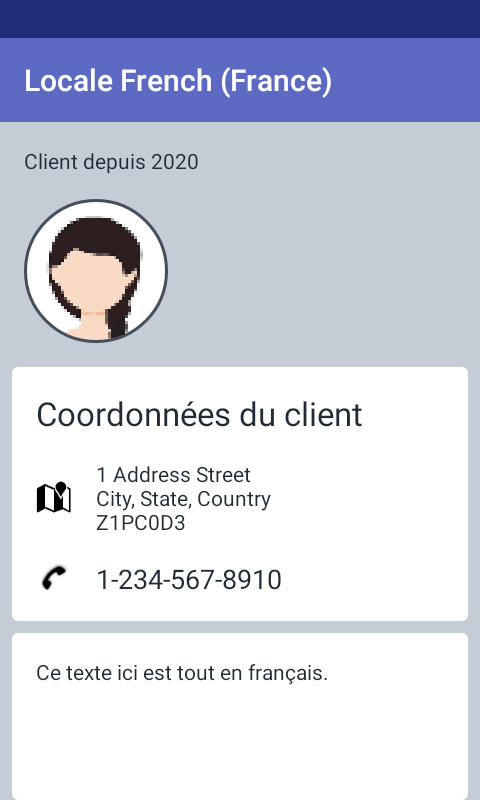 Locale French (France)
Client depuis 2020
Coordonnées du client
1 Address Street
City, State, Country
Z1PC0D3
1-234-567-8910
Ce texte ici est tout en français.